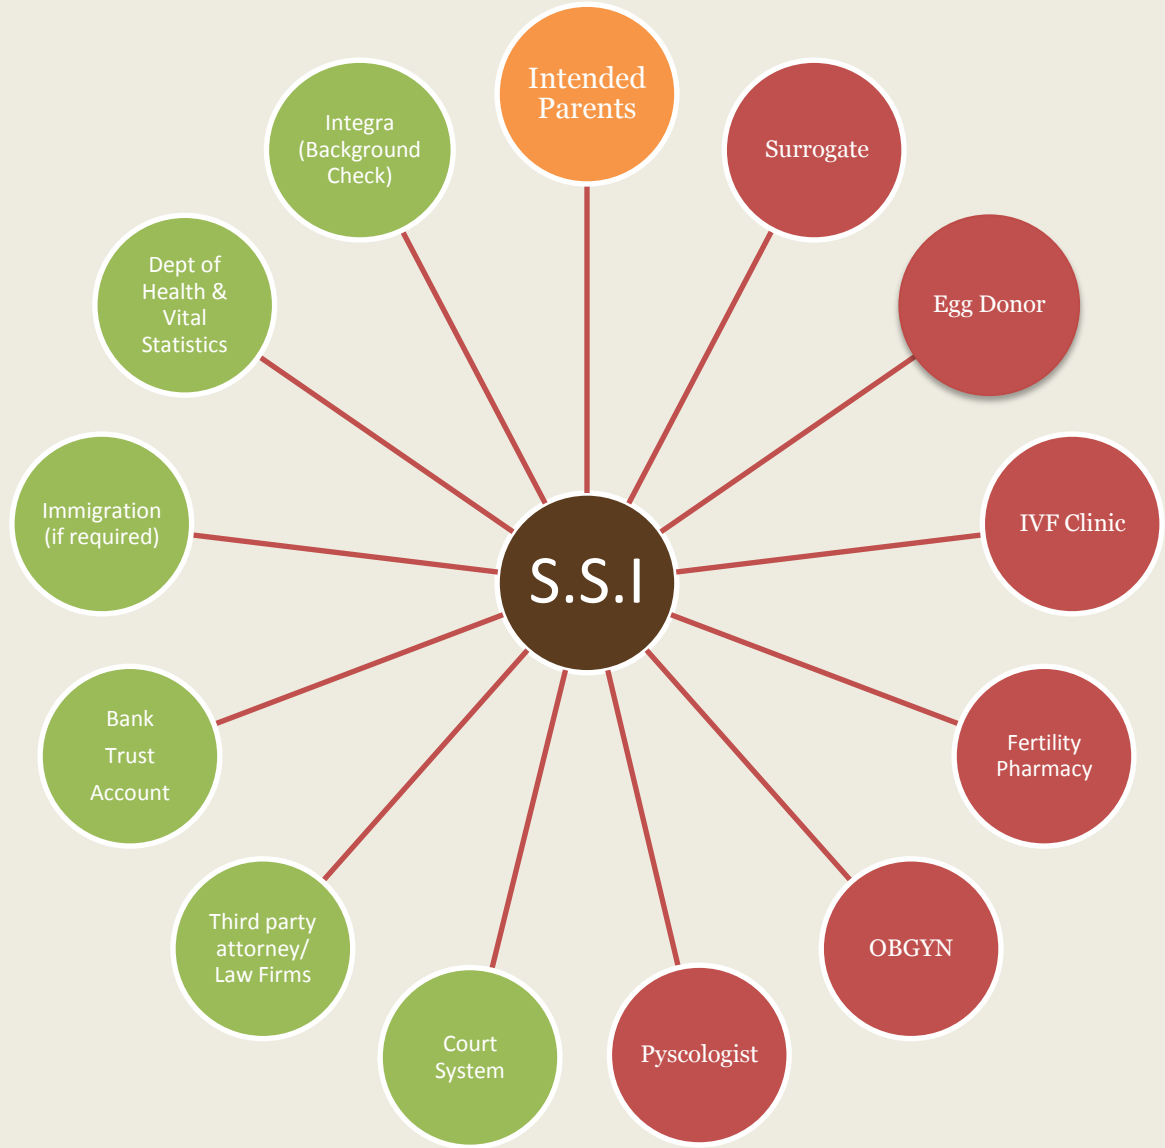 Intended
Parents
Surrogate
Egg Donor
IVF Clinic
Fertility
Pharmacy
OBGYN
Pyscologist
Court
System
Third party
attorney/
Law Firms
Bank
Trust
Account
Immigration
(if required)
Dept of
Health &
Vital
Statistics
Integra
(Background
Check)
S.S.I